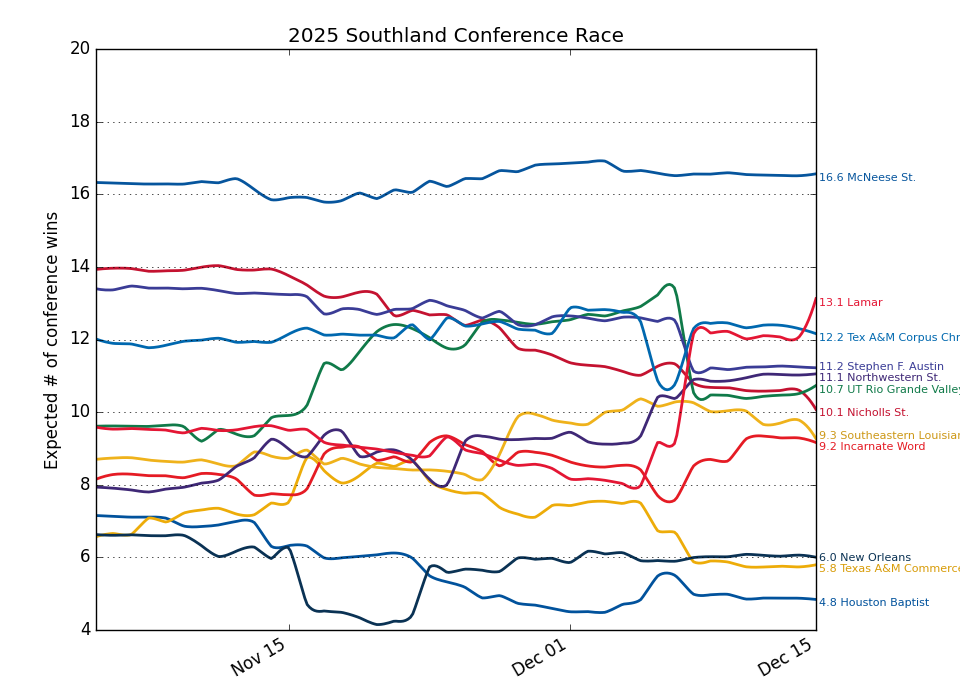 2025 Southland Conference Race
Expected # of conference wins
20
18
16
14
12
10
8
6
4
Nov 15
Dec 01
Dec 15
16.6 McNeese St.
13.1 Lamar
12.2 Tex A&M Corpus Chr
11.2 Stephen F. Austin
11.1 Northwestern St.
10.7 UT Rio Grande Valley
10.1 Nicholls St.
9.3 Southeastern Louisian
9.2 Incarnate Word
6.0 New Orleans
5.8 Texas A&M Commerce
4.8 Houston Baptist